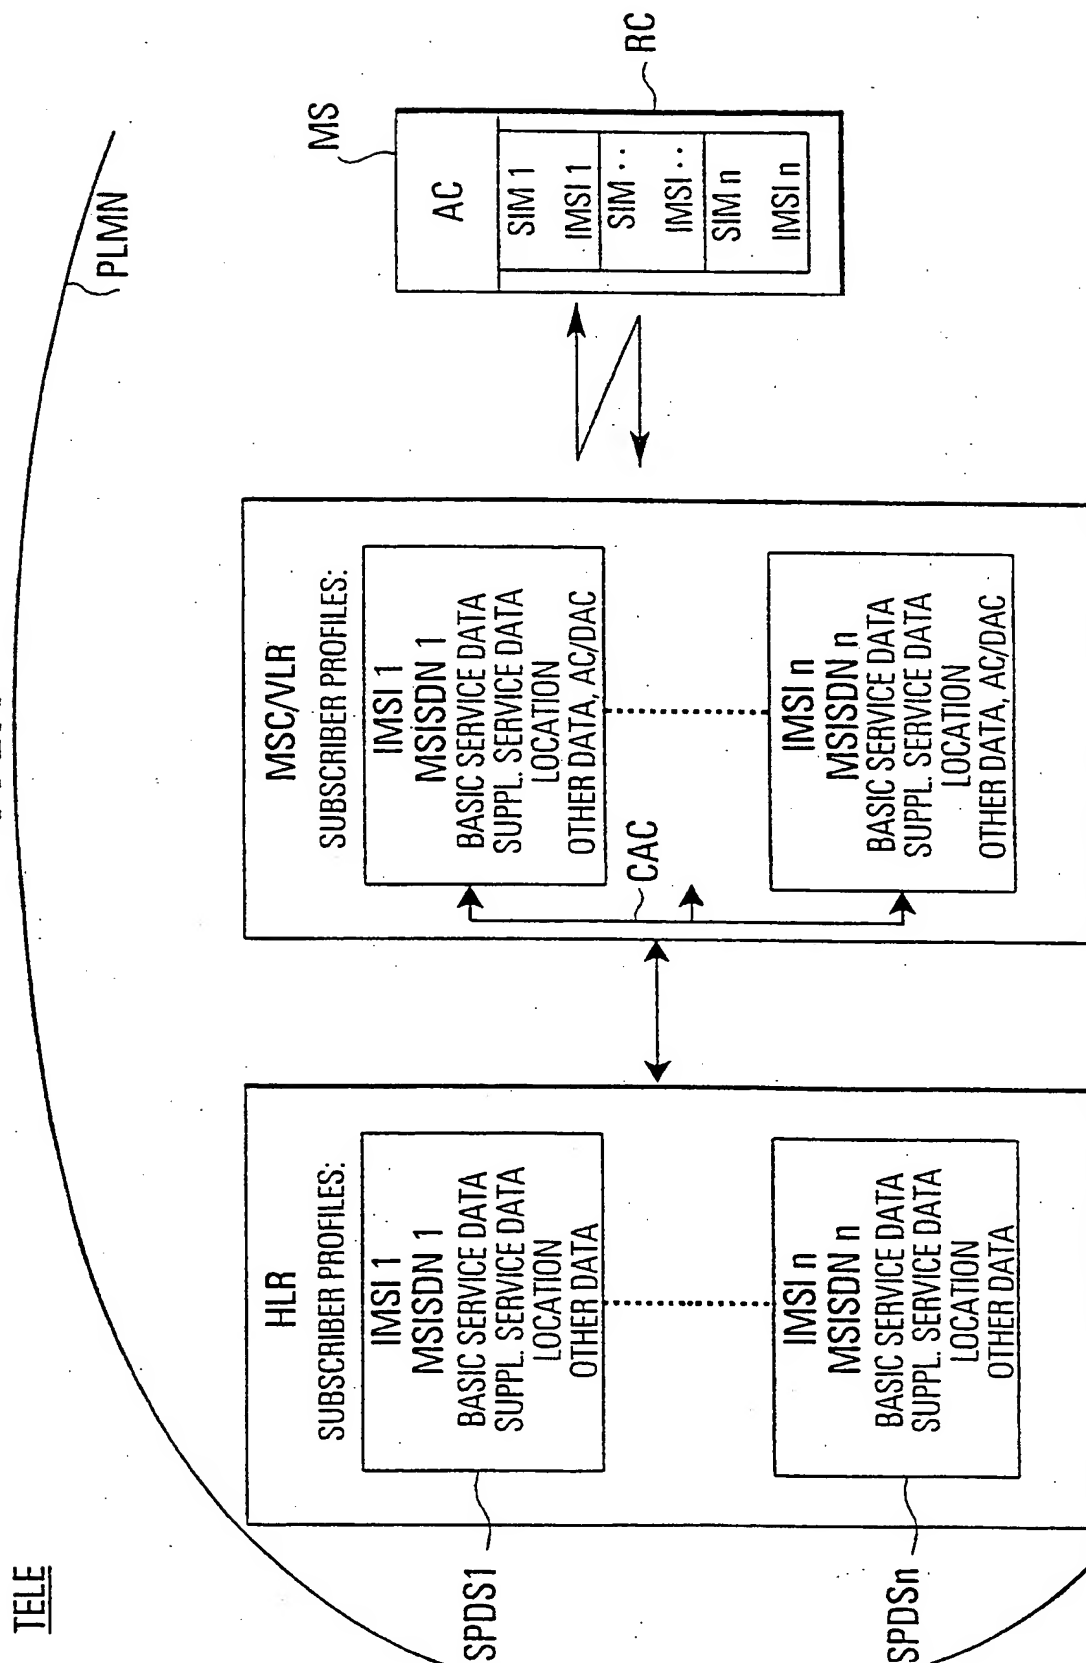 TELE
PLMN
HLR
SUBSCRIBER PROFILES:
IMSI 1
MSISDN 1
BASIC SERVICE DATA
SUPPL. SERVICE DATA
LOCATION
OTHER DATA
SPDS1
IMSI n
MSISDN n
BASIC SERVICE DATA
SUPPL. SERVICE DATA
LOCATION
OTHER DATA
SPDSn
MSC/VLR
SUBSCRIBER PROFILES:
IMSI 1
MSISDN 1
BASIC SERVICE DATA
SUPPL. SERVICE DATA
LOCATION
OTHER DATA, AC/DAC
CAC
IMSI n
MSISDN n
BASIC SERVICE DATA
SUPPL. SERVICE DATA
LOCATION
OTHER DATA, AC/DAC
MS
AC
SIM 1
IMSI 1
SIM ··
IMSI ··
SIM n
IMSI n
RC